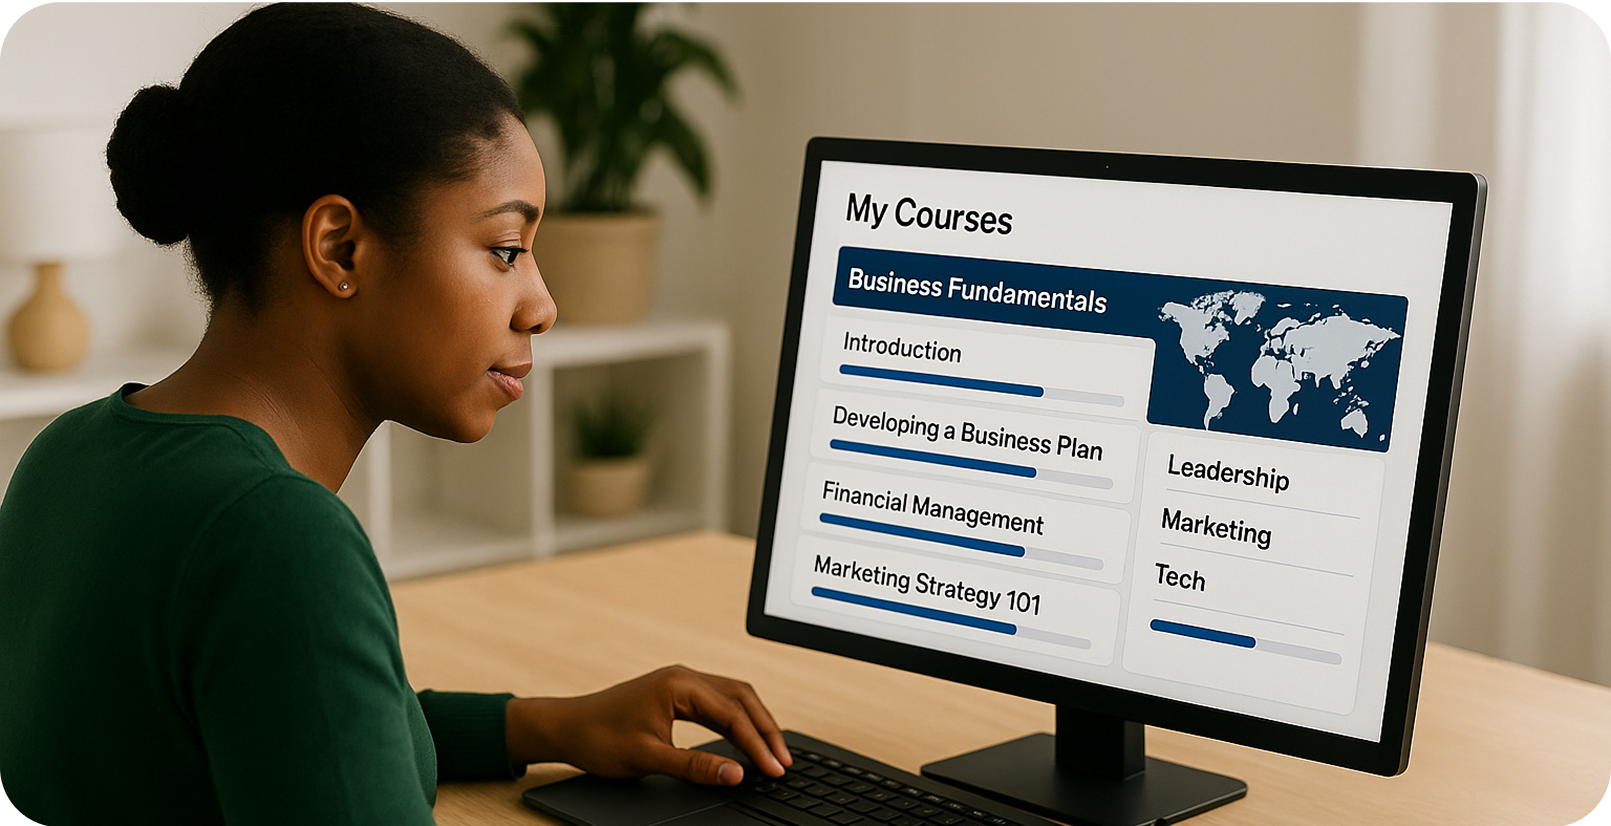 My Courses
Business Fundamentals
Introduction
Developing a Business Plan
Financial Management
Marketing Strategy 101
Leadership
Marketing
Tech